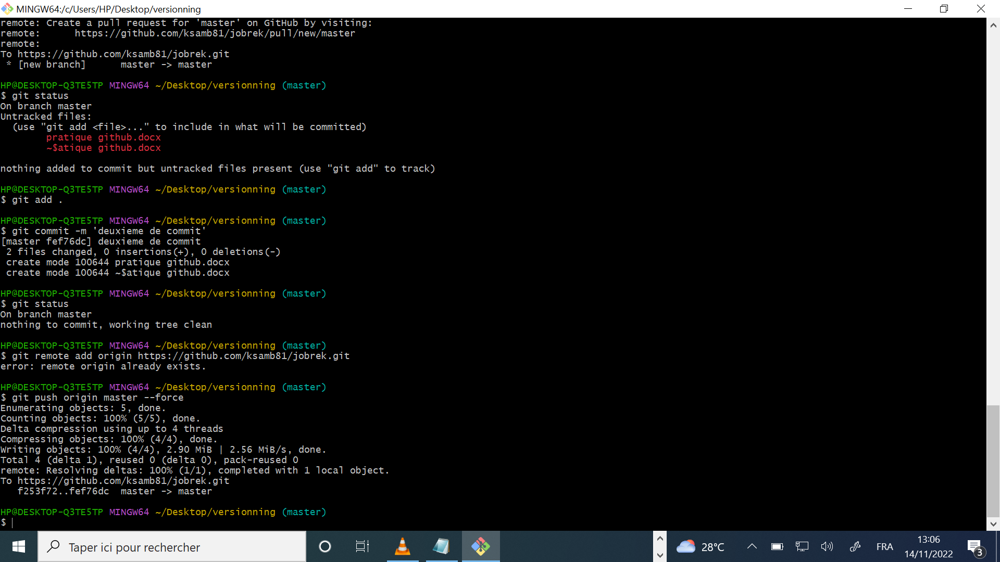 MINGW64:/c/Users/HP/Desktop/versionning
remote: Create a pull request for 'master' on GitHub by visiting:
remote:      https://github.com/ksamb81/jobrek/pull/new/master
remote:
To https://github.com/ksamb81/jobrek.git
 * [new branch]      master -> master
HP@DESKTOP-Q3TE5TP MINGW64 ~/Desktop/versionning (master)
$ git status
On branch master
Untracked files:
  (use "git add <file>..." to include in what will be committed)
        pratique github.docx
        ~$atique github.docx
nothing added to commit but untracked files present (use "git add" to track)
HP@DESKTOP-Q3TE5TP MINGW64 ~/Desktop/versionning (master)
$ git add .
HP@DESKTOP-Q3TE5TP MINGW64 ~/Desktop/versionning (master)
$ git commit -m 'deuxieme de commit'
[master fef76dc] deuxieme de commit
 2 files changed, 0 insertions(+), 0 deletions(-)
 create mode 100644 pratique github.docx
 create mode 100644 ~$atique github.docx
HP@DESKTOP-Q3TE5TP MINGW64 ~/Desktop/versionning (master)
$ git status
On branch master
nothing to commit, working tree clean
HP@DESKTOP-Q3TE5TP MINGW64 ~/Desktop/versionning (master)
$ git remote add origin https://github.com/ksamb81/jobrek.git
error: remote origin already exists.
HP@DESKTOP-Q3TE5TP MINGW64 ~/Desktop/versionning (master)
$ git push origin master --force
Enumerating objects: 5, done.
Counting objects: 100% (5/5), done.
Delta compression using up to 4 threads
Compressing objects: 100% (4/4), done.
Writing objects: 100% (4/4), 2.90 MiB | 2.56 MiB/s, done.
Total 4 (delta 1), reused 0 (delta 0), pack-reused 0
remote: Resolving deltas: 100% (1/1), completed with 1 local object.
To https://github.com/ksamb81/jobrek.git
   f253f72..fef76dc  master -> master
HP@DESKTOP-Q3TE5TP MINGW64 ~/Desktop/versionning (master)
$
Taper ici pour rechercher
28°C
FRA
13:06
14/11/2022
3